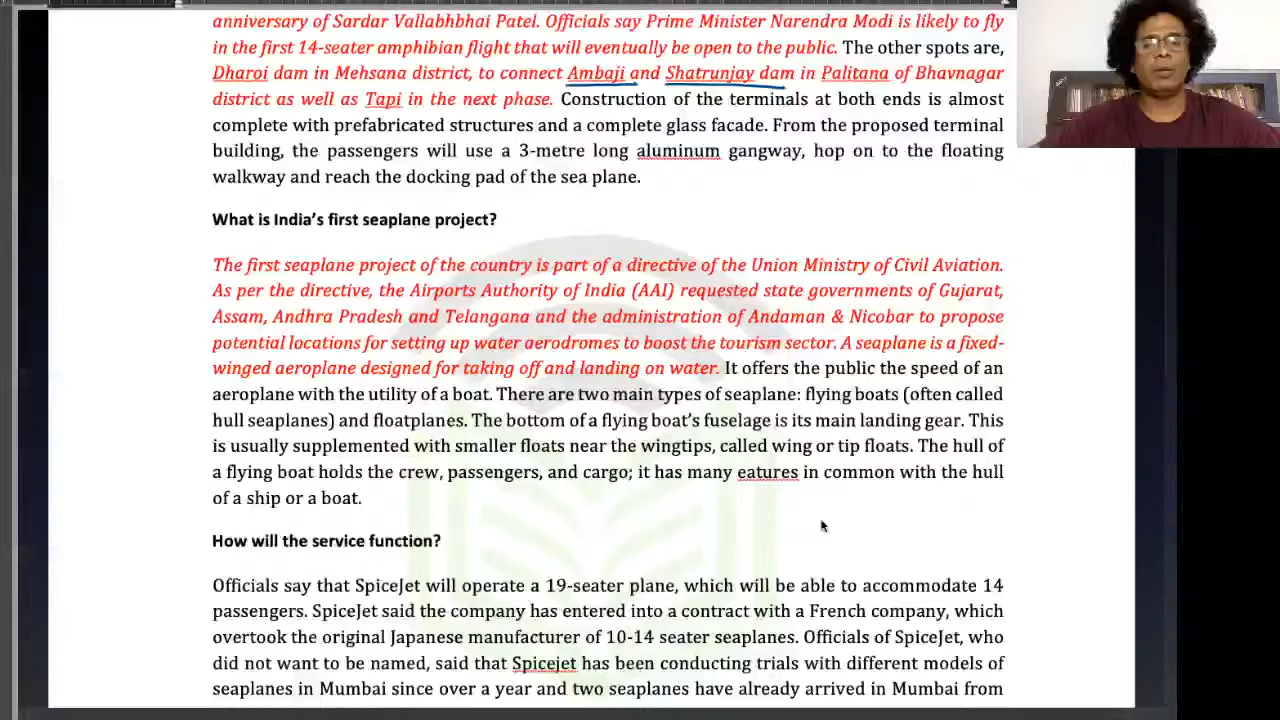 anniversary of Sardar Vallabhbhai Patel. Officials say Prime Minister Narendra Modi is likely to fly
in the first 14-seater amphibian flight that will eventually be open to the public. The other spots are,
Dharoi dam in Mehsana district, to connect Ambaji and Shatrunjay dam in Palitana of Bhavnagar
district as well as Tapi in the next phase. Construction of the terminals at both ends is almost
complete with prefabricated structures and a complete glass facade. From the proposed terminal
building, the passengers will use a 3-metre long aluminum gangway, hop on to the floating
walkway and reach the docking pad of the sea plane.
What is India’s first seaplane project?
The first seaplane project of the country is part of a directive of the Union Ministry of Civil Aviation.
As per the directive, the Airports Authority of India (AAI) requested state governments of Gujarat,
Assam, Andhra Pradesh and Telangana and the administration of Andaman & Nicobar to propose
potential locations for setting up water aerodromes to boost the tourism sector. A seaplane is a fixed-
winged aeroplane designed for taking off and landing on water. It offers the public the speed of an
aeroplane with the utility of a boat. There are two main types of seaplane: flying boats (often called
hull seaplanes) and floatplanes. The bottom of a flying boat’s fuselage is its main landing gear. This
is usually supplemented with smaller floats near the wingtips, called wing or tip floats. The hull of
a flying boat holds the crew, passengers, and cargo; it has many eatures in common with the hull
of a ship or a boat.
How will the service function?
Officials say that SpiceJet will operate a 19-seater plane, which will be able to accommodate 14
passengers. SpiceJet said the company has entered into a contract with a French company, which
overtook the original Japanese manufacturer of 10-14 seater seaplanes. Officials of SpiceJet, who
did not want to be named, said that Spicejet has been conducting trials with different models of
seaplanes in Mumbai since over a year and two seaplanes have already arrived in Mumbai from